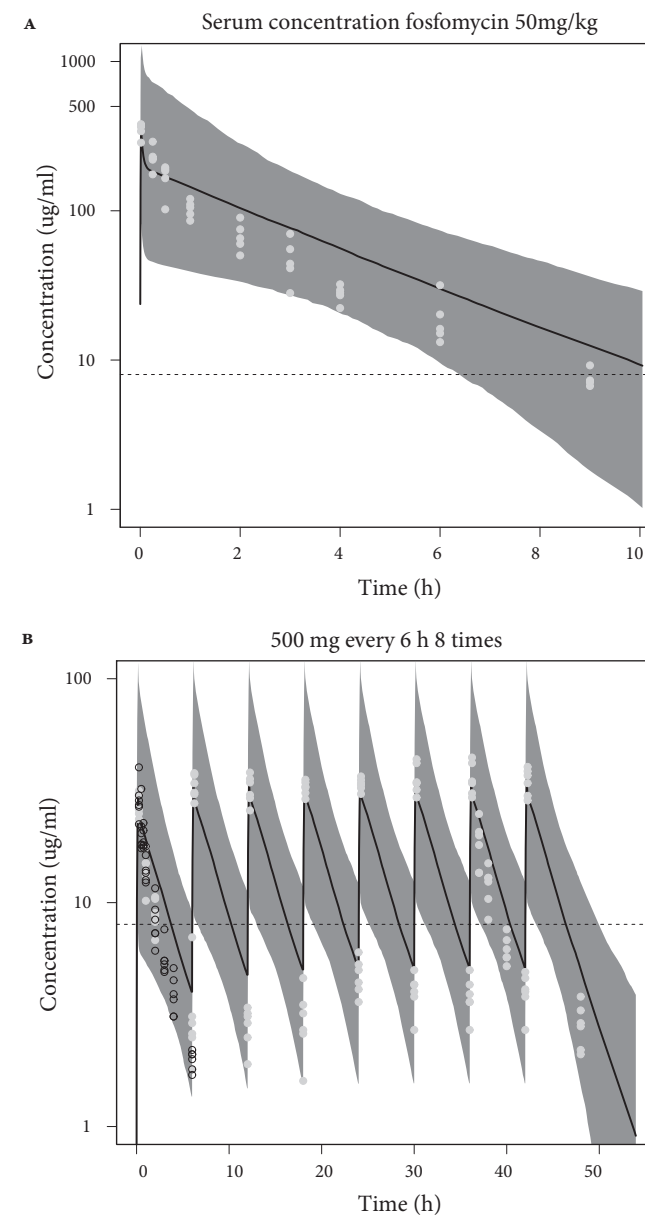 A
Serum concentration fosfomycin 50mg/kg
Concentration (ug/ml)
1000
500
100
10
1
0 2 4 6 8 10
Time (h)
B
500 mg every 6 h 8 times
Concentration (ug/ml)
100
10
1
0 10 20 30 40 50
Time (h)